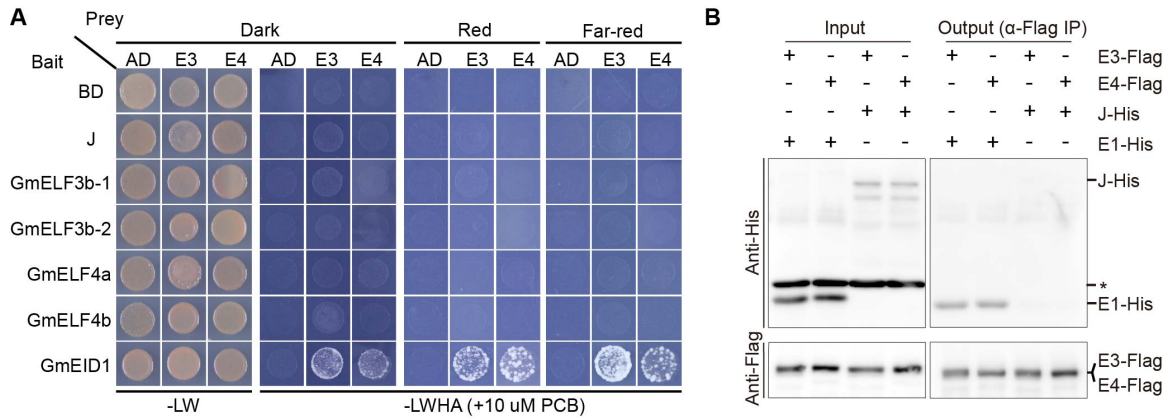 A
Prey
Bait
Dark
Red
Far-red
AD E3 E4 AD E3 E4 AD E3 E4 AD E3 E4
BD
J
GmELF3b-1
GmELF3b-2
GmELF4a
GmELF4b
GmEID1
-LW
-LWHA (+10 uM PCB)
B
Input
Output (α-Flag IP)
+ - + - + - + - E3-Flag
- + - + - + - + E4-Flag
- - + + - - + + J-His
+ + - - + + - - E1-His
Anti-His
J-His
*
E1-His
Anti-Flag
E3-Flag
E4-Flag